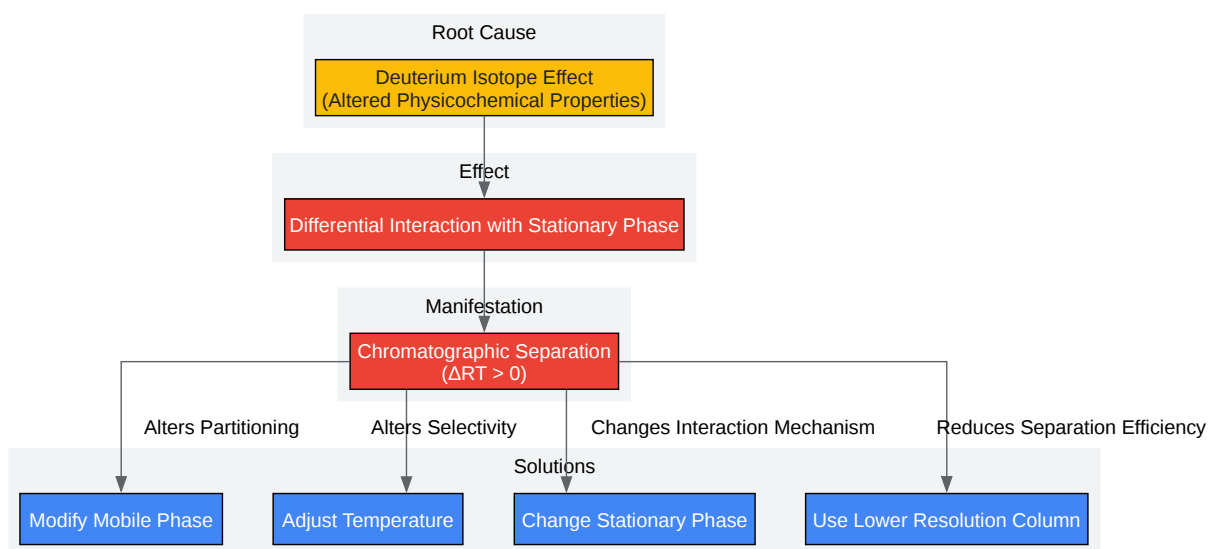 Root Cause
Deuterium Isotope Effect
(Altered Physicochemical Properties)
Effect
Differential Interaction with Stationary Phase
Manifestation
Chromatographic Separation
(ΔRT > 0)
Alters Partitioning
Alters Selectivity
Changes Interaction Mechanism
Reduces Separation Efficiency
Solutions
Modify Mobile Phase
Adjust Temperature
Change Stationary Phase
Use Lower Resolution Column